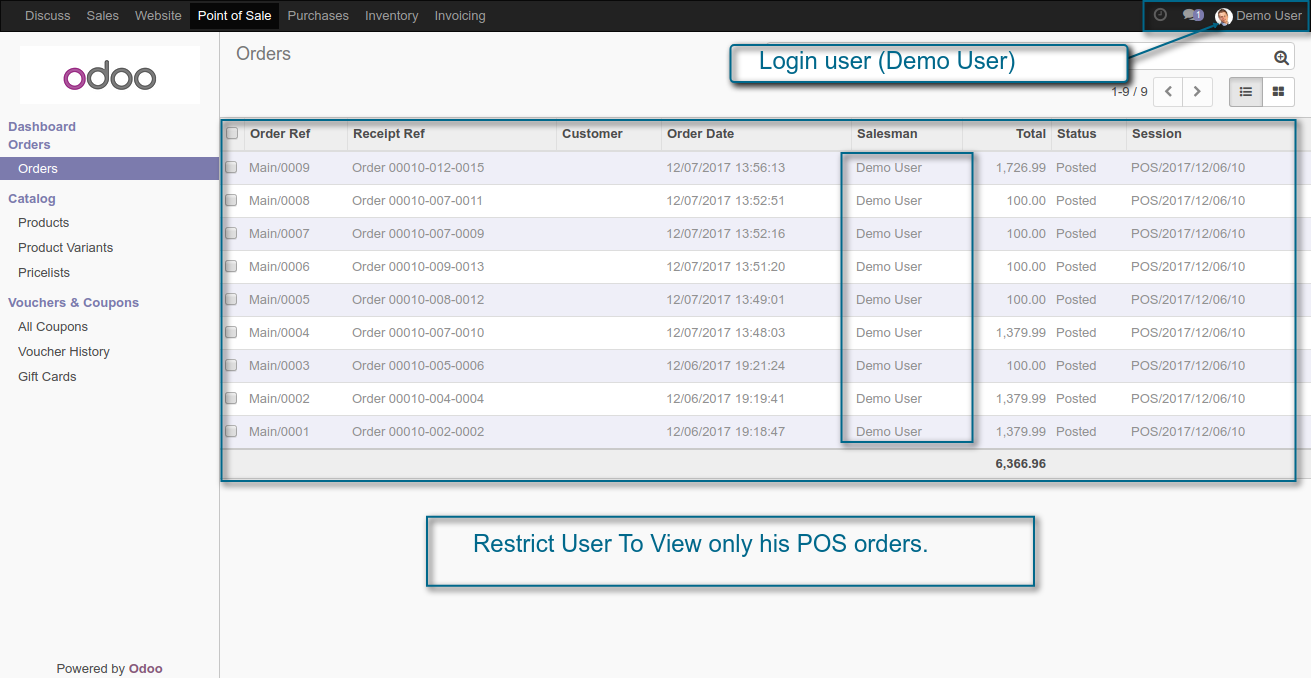 Discuss Sales Website Point of Sale Purchases Inventory Invoicing 1 Demo User
odoo
Orders
Login user (Demo User)
1-9 / 9
Dashboard
Orders
Orders
Catalog
Products
Product Variants
Pricelists
Vouchers & Coupons
All Coupons
Voucher History
Gift Cards
Order Ref Receipt Ref Customer Order Date Salesman Total Status Session
Main/0009 Order 00010-012-0015 12/07/2017 13:56:13 Demo User 1,726.99 Posted POS/2017/12/06/10
Main/0008 Order 00010-007-0011 12/07/2017 13:52:51 Demo User 100.00 Posted POS/2017/12/06/10
Main/0007 Order 00010-007-0009 12/07/2017 13:52:16 Demo User 100.00 Posted POS/2017/12/06/10
Main/0006 Order 00010-009-0013 12/07/2017 13:51:20 Demo User 100.00 Posted POS/2017/12/06/10
Main/0005 Order 00010-008-0012 12/07/2017 13:49:01 Demo User 100.00 Posted POS/2017/12/06/10
Main/0004 Order 00010-007-0010 12/07/2017 13:48:03 Demo User 1,379.99 Posted POS/2017/12/06/10
Main/0003 Order 00010-005-0006 12/06/2017 19:21:24 Demo User 100.00 Posted POS/2017/12/06/10
Main/0002 Order 00010-004-0004 12/06/2017 19:19:41 Demo User 1,379.99 Posted POS/2017/12/06/10
Main/0001 Order 00010-002-0002 12/06/2017 19:18:47 Demo User 1,379.99 Posted POS/2017/12/06/10
6,366.96
Restrict User To View only his POS orders.
Powered by Odoo